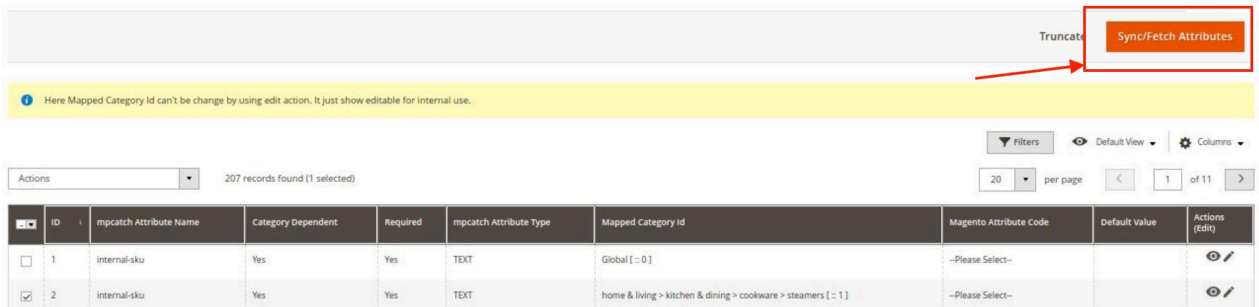 Truncate Sync/Fetch Attributes
Here Mapped Category Id can't be change by using edit action. It just show editable for internal use.
Filters Default View Columns
Actions 207 records found (1 selected) 20 per page 1 of 11
ID mpcatch Attribute Name Category Dependent Required mpcatch Attribute Type Mapped Category Id Magento Attribute Code Default Value Actions (Edit)
1 internal-sku Yes Yes TEXT Global [ :: 0 ] --Please Select--
2 internal-sku Yes Yes TEXT home & living > kitchen & dining > cookware > steamers [ :: 1 ] --Please Select--